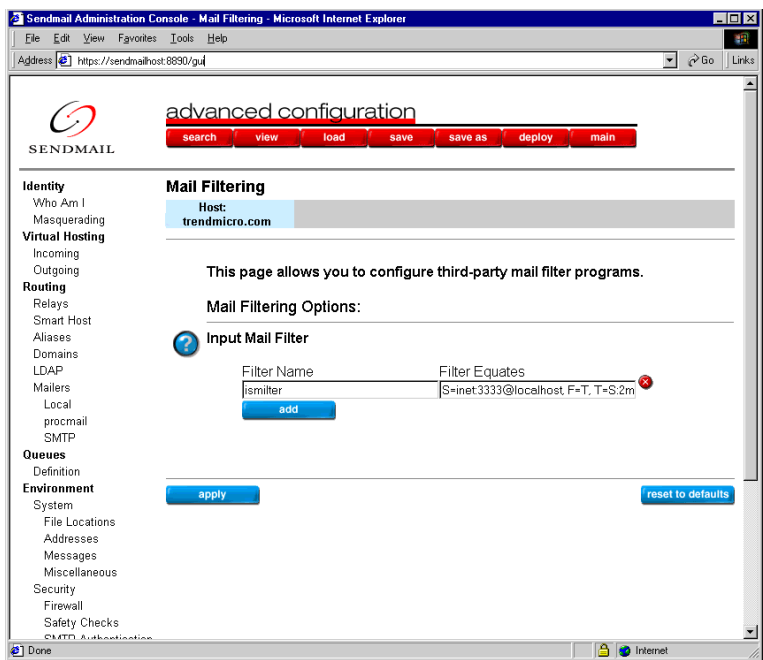 Sendmail Administration Console - Mail Filtering - Microsoft Internet Explorer
File Edit View Favorites Tools Help
Address https://sendmailhost:8890/gui Go Links
SENDMAIL
advanced configuration
search view load save save as deploy main
Identity
Who Am I
Masquerading
Virtual Hosting
Incoming
Outgoing
Routing
Relays
Smart Host
Aliases
Domains
LDAP
Mailers
Local
procmail
SMTP
Queues
Definition
Environment
System
File Locations
Addresses
Messages
Miscellaneous
Security
Firewall
Safety Checks
SMTP Authentication
Mail Filtering
Host:
trendmicro.com
This page allows you to configure third-party mail filter programs.
Mail Filtering Options:
? Input Mail Filter
Filter Name Filter Equates
ismilter S=inet:3333@localhost, F=T, T=S:2m
add
apply reset to defaults
Done Internet